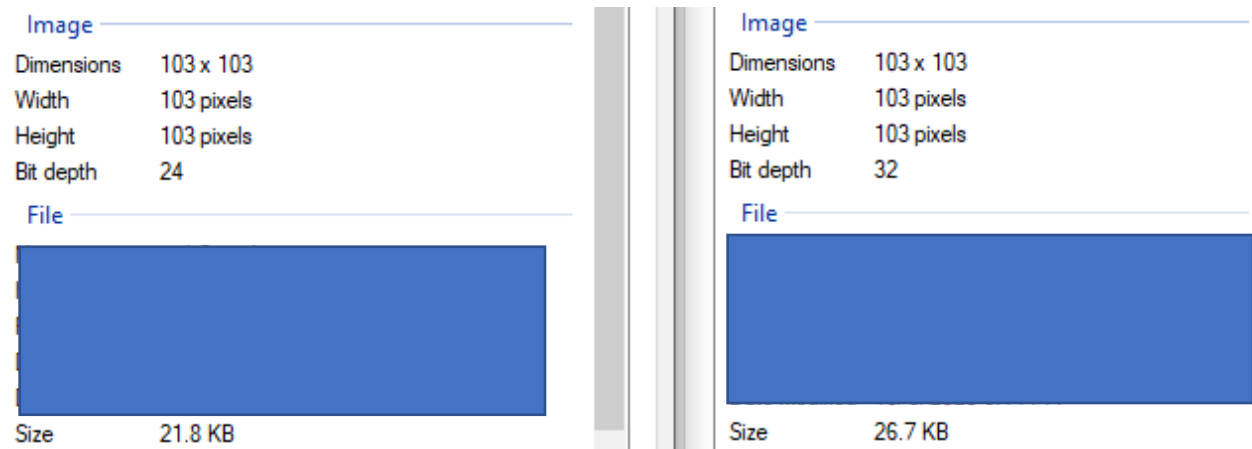 Image
Dimensions 103 x 103
Width 103 pixels
Height 103 pixels
Bit depth 24
File
Size 21.8 KB
Image
Dimensions 103 x 103
Width 103 pixels
Height 103 pixels
Bit depth 32
File
Size 26.7 KB